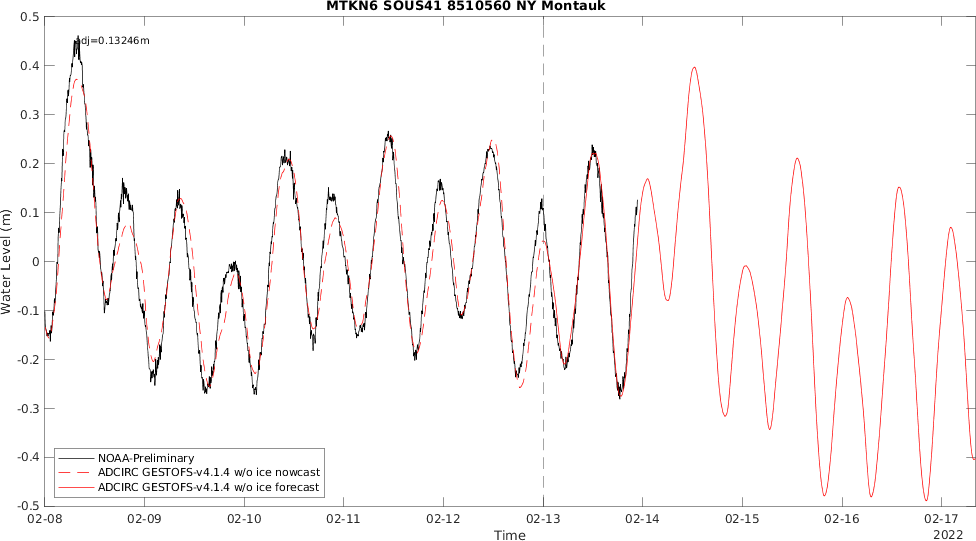 MTKN6 SOUS41 8510560 NY Montauk
0.5
0.4
0.3
0.2
0.1
0
-0.1
-0.2
-0.3
-0.4
-0.5
Water Level (m)
adj=0.13246m
NOAA-Preliminary
ADCIRC GESTOFS-v4.1.4 w/o ice nowcast
ADCIRC GESTOFS-v4.1.4 w/o ice forecast
02-08 02-09 02-10 02-11 02-12 02-13 02-14 02-15 02-16 02-17
Time
2022